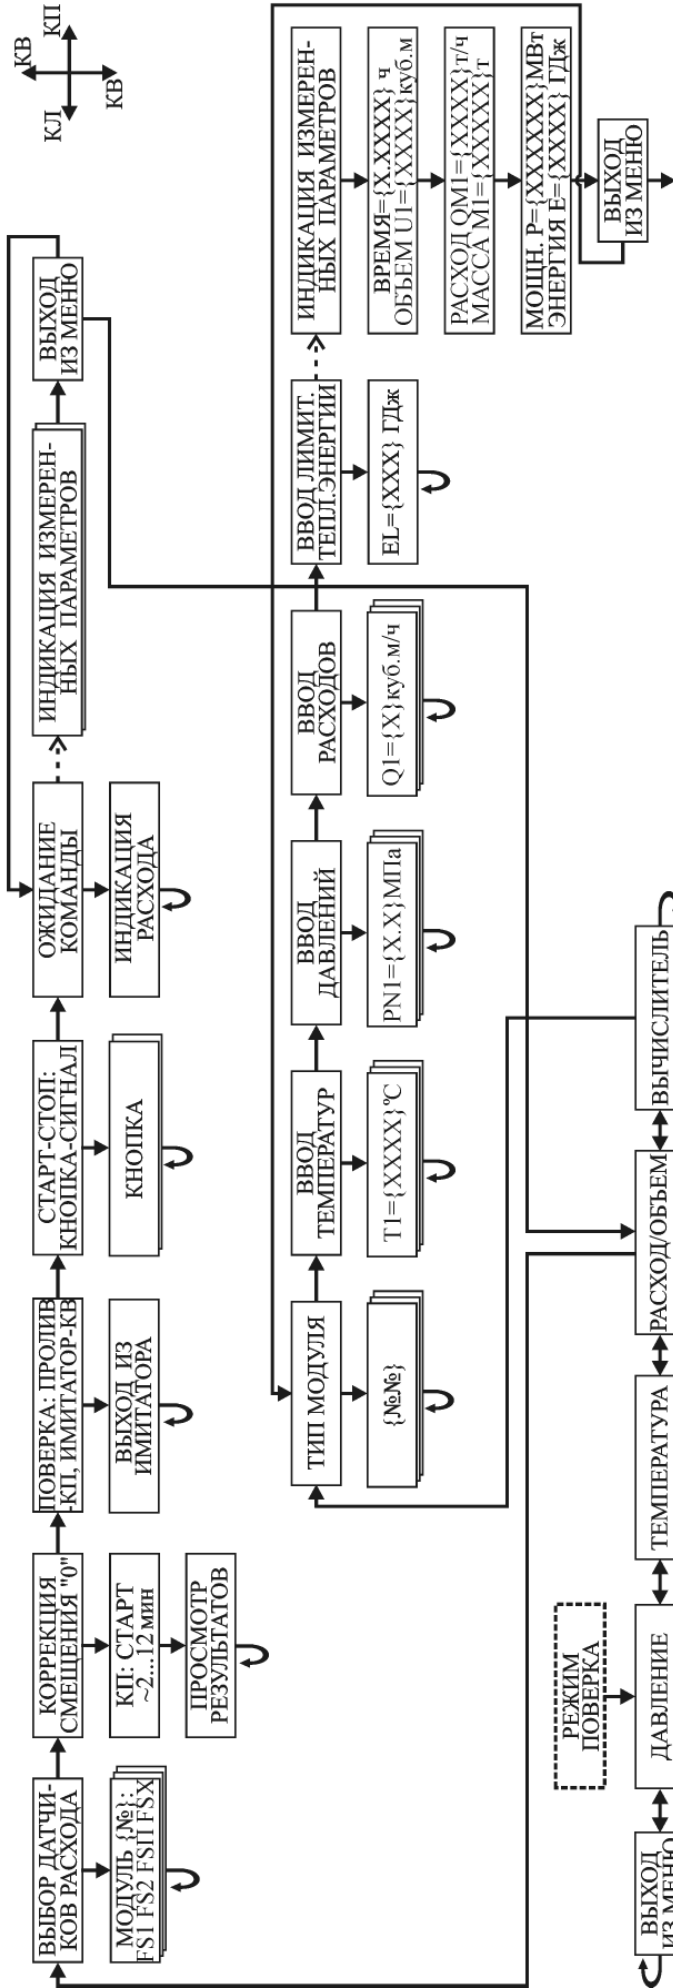 ВЫБОР ДАТЧИ-
КОВ РАСХОДА
МОДУЛЬ {№}:
FS1 FS2 FSП FSX
КОРРЕКЦИЯ
СМЕЩЕНИЯ "0"
КП: СТАРТ
~2...12 мин
ПРОСМОТР
РЕЗУЛЬТАТОВ
ПОВЕРКА: ПРОЛИВ
-КП, ИМИТАТОР-КВ
ВЫХОД ИЗ
ИМИТАТОРА
СТАРТ-СТОП:
КНОПКА-СИГНАЛ
КНОПКА
ОЖИДАНИЕ
КОМАНДЫ
ИНДИКАЦИЯ
РАСХОДА
ИНДИКАЦИЯ ИЗМЕРЕН-
НЫХ ПАРАМЕТРОВ
ВЫХОД
ИЗ МЕНЮ
КВ
КЛ
КП
КВ
ТИП МОДУЛЯ
{№№}
ВВОД
ТЕМПЕРАТУР
T1={XXXX}ºC
ВВОД
ДАВЛЕНИЙ
PN1={X.X}МПа
ВВОД
РАСХОДОВ
Q1={X}куб.м/ч
ВВОД ЛИМИТ.
ТЕПЛ.ЭНЕРГИИ
EL={XXX} ГДж
ИНДИКАЦИЯ ИЗМЕРЕН-
НЫХ ПАРАМЕТРОВ
ВРЕМЯ={X.XXXX} ч
ОБЪЕМ U1={XXXX}куб.м
РАСХОД QM1={XXXX}т/ч
МАССА M1={XXXXX}т
МОЩН. P={XXXXXX}МВт
ЭНЕРГИЯ E={XXXX} ГДж
ВЫХОД
ИЗ МЕНЮ
РЕЖИМ
ПОВЕРКА
ВЫХОД
ИЗ МЕНЮ
ДАВЛЕНИЕ
ТЕМПЕРАТУРА
РАСХОД/ОБЪЕМ
ВЫЧИСЛИТЕЛЬ